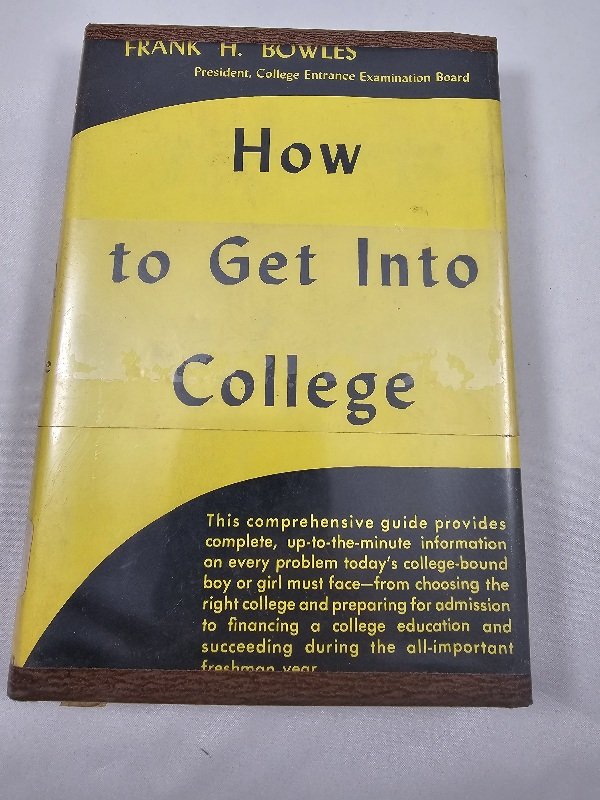 FRANK H. BOWLES
President, College Entrance Examination Board
How
to Get Into
College
This comprehensive guide provides
complete, up-to-the-minute information
on every problem today's college-bound
boy or girl must face—from choosing the
right college and preparing for admission
to financing a college education and
succeeding during the all-important
freshman year